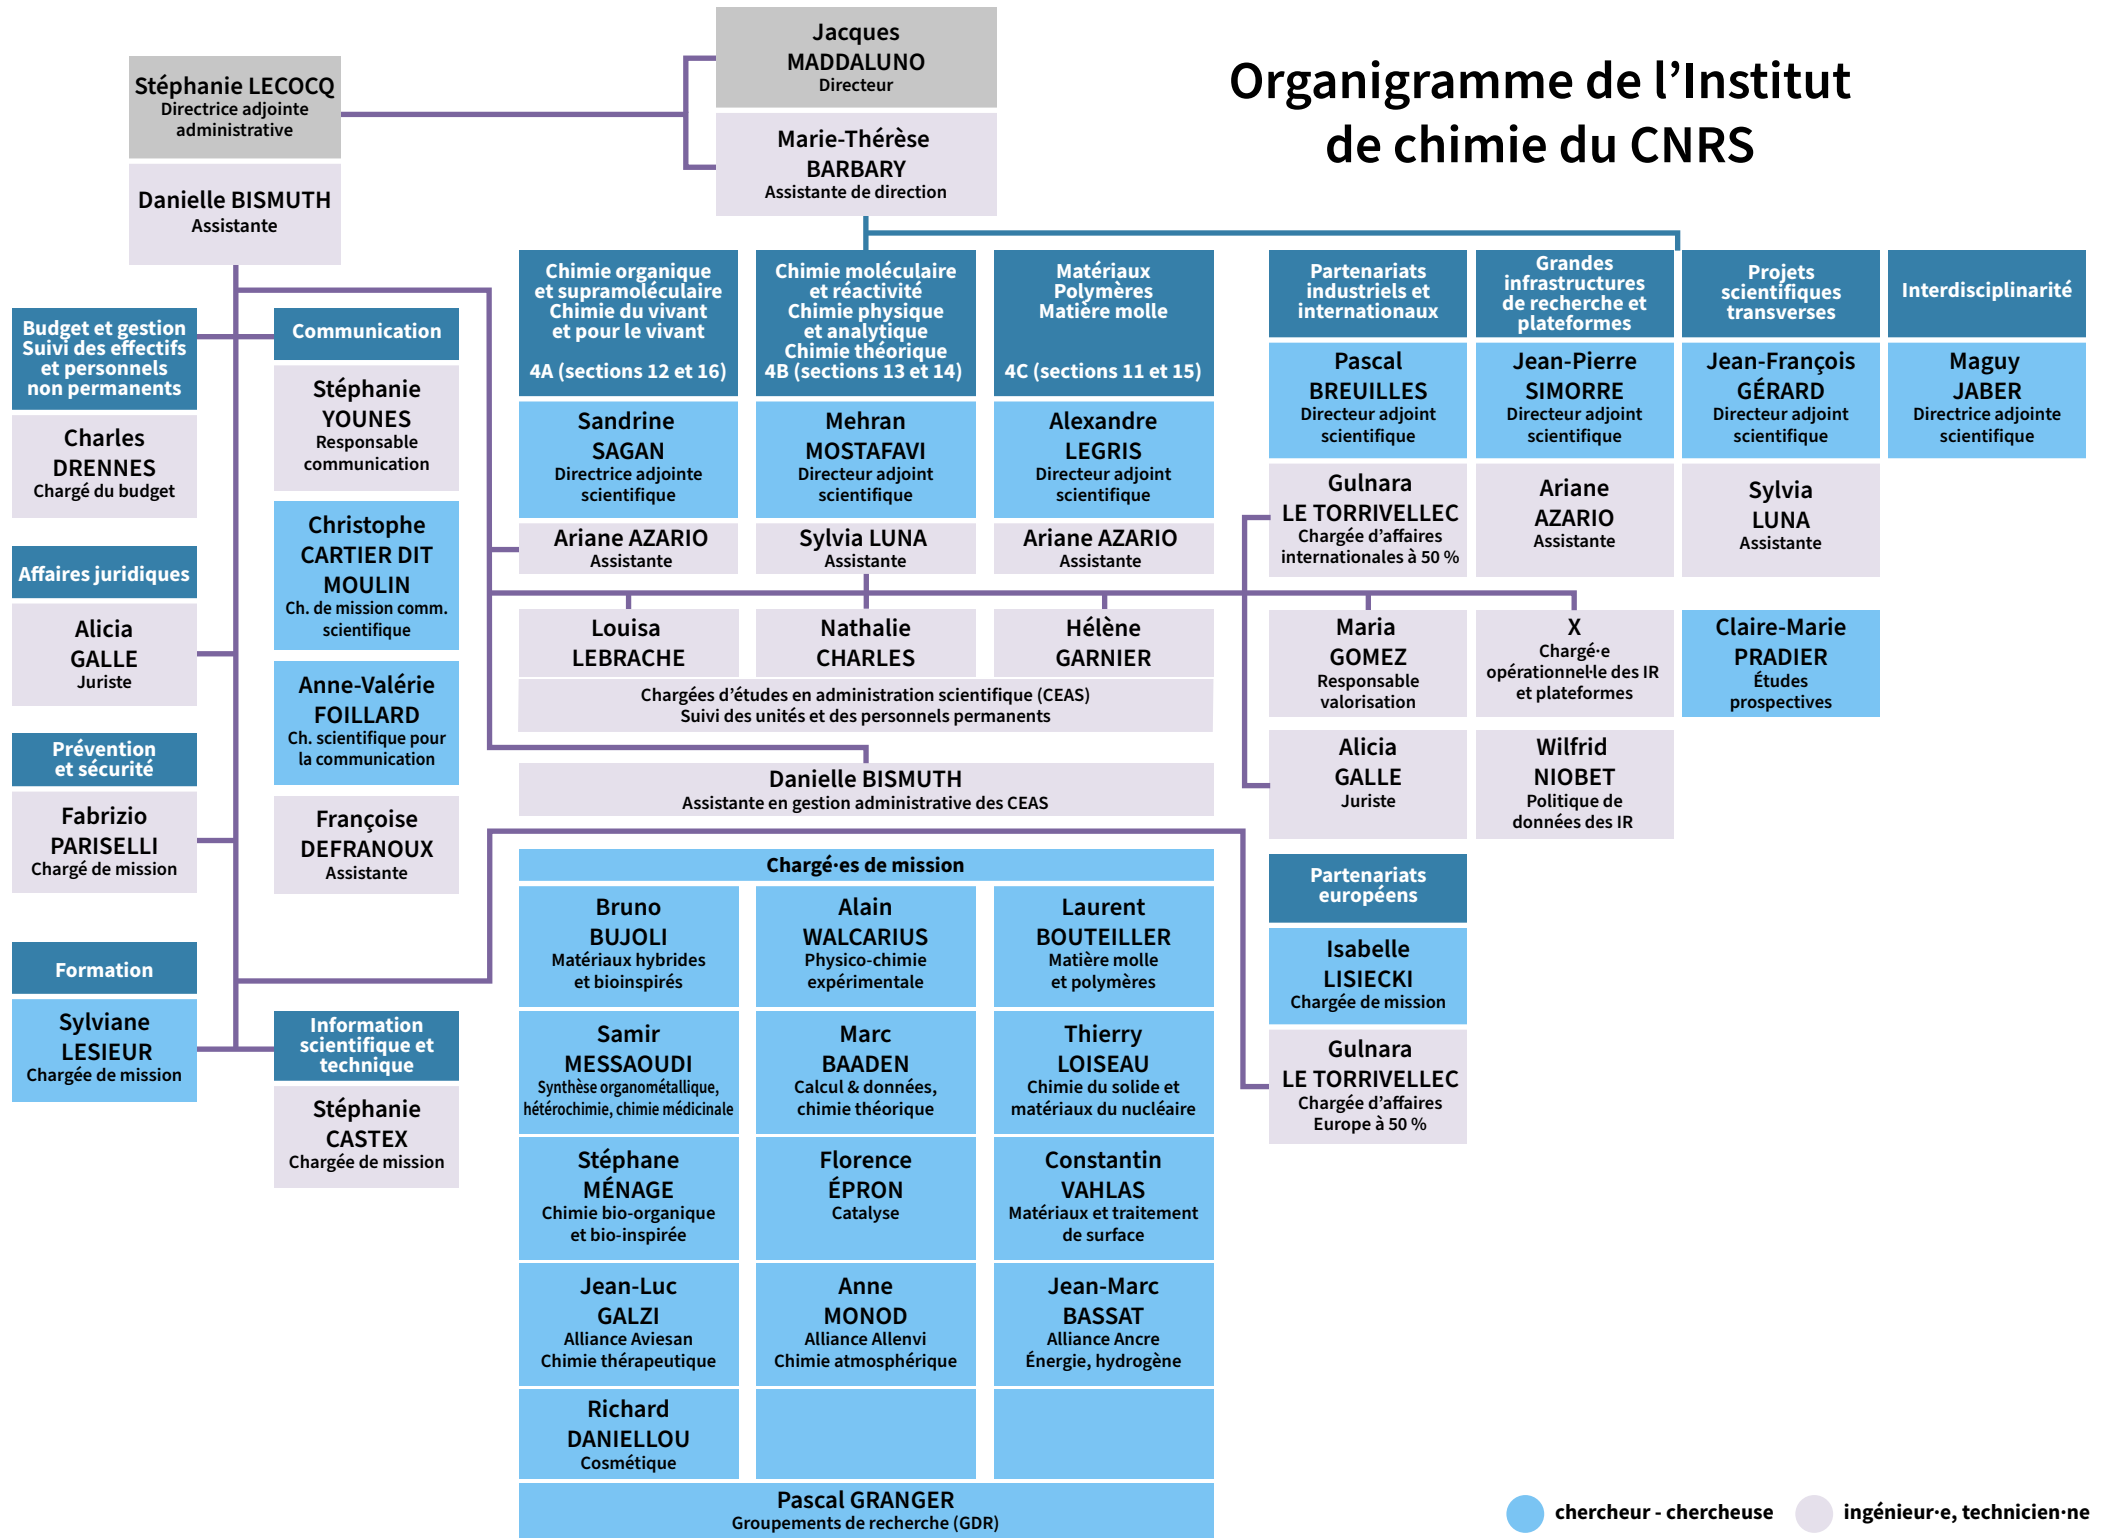 Organigramme de l’Institut
de chimie du CNRS
Jacques
MADDALUNO
Directeur
Marie-Thérèse
BARBARY
Assistante de direction
Stéphanie LECOCQ
Directrice adjointe
administrative
Danielle BISMUTH
Assistante
Budget et gestion
Suivi des effectifs
et personnels
non permanents
Charles
DRENNES
Chargé du budget
Affaires juridiques
Alicia
GALLE
Juriste
Prévention
et sécurité
Fabrizio
PARISELLI
Chargé de mission
Formation
Sylviane
LESIEUR
Chargée de mission
Communication
Stéphanie
YOUNES
Responsable
communication
Christophe
CARTIER DIT
MOULIN
Ch. de mission comm.
scientifique
Anne-Valérie
FOILLARD
Ch. scientifique pour
la communication
Françoise
DEFRANOUX
Assistante
Information
scientifique et
technique
Stéphanie
CASTEX
Chargée de mission
Chimie organique
et supramoléculaire
Chimie du vivant
et pour le vivant
4A (sections 12 et 16)
Sandrine
SAGAN
Directrice adjointe
scientifique
Ariane AZARIO
Assistante
Chimie moléculaire
et réactivité
Chimie physique
et analytique
Chimie théorique
4B (sections 13 et 14)
Mehran
MOSTAFAVI
Directeur adjoint
scientifique
Sylvia LUNA
Assistante
Matériaux
Polymères
Matière molle
4C (sections 11 et 15)
Alexandre
LEGRIS
Directeur adjoint
scientifique
Ariane AZARIO
Assistante
Louisa
LEBRACHE
Nathalie
CHARLES
Hélène
GARNIER
Chargées d’études en administration scientifique (CEAS)
Suivi des unités et des personnels permanents
Danielle BISMUTH
Assistante en gestion administrative des CEAS
Chargé·es de mission
Bruno
BUJOLI
Matériaux hybrides
et bioinspirés
Alain
WALCARIUS
Physico-chimie
expérimentale
Laurent
BOUTEILLER
Matière molle
et polymères
Samir
MESSAOUDI
Synthèse organométallique,
hétérochimie, chimie médicinale
Marc
BAADEN
Calcul & données,
chimie théorique
Thierry
LOISEAU
Chimie du solide et
matériaux du nucléaire
Stéphane
MÉNAGE
Chimie bio-organique
et bio-inspirée
Florence
ÉPRON
Catalyse
Constantin
VAHLAS
Matériaux et traitement
de surface
Jean-Luc
GALZI
Alliance Aviesan
Chimie thérapeutique
Anne
MONOD
Alliance Allenvi
Chimie atmosphérique
Jean-Marc
BASSAT
Alliance Ancre
Énergie, hydrogène
Richard
DANIELLOU
Cosmétique
Pascal GRANGER
Groupements de recherche (GDR)
Partenariats
industriels et
internationaux
Pascal
BREUILLES
Directeur adjoint
scientifique
Gulnara
LE TORRIVELLEC
Chargée d’affaires
internationales à 50 %
Maria
GOMEZ
Responsable
valorisation
Alicia
GALLE
Juriste
Partenariats
européens
Isabelle
LISIECKI
Chargée de mission
Gulnara
LE TORRIVELLEC
Chargée d’affaires
Europe à 50 %
Grandes
infrastructures
de recherche et
plateformes
Jean-Pierre
SIMORRE
Directeur adjoint
scientifique
Ariane
AZARIO
Assistante
X
Chargé·e
opérationnel·le des IR
et plateformes
Wilfrid
NIOBET
Politique de
données des IR
Projets
scientifiques
transverses
Jean-François
GÉRARD
Directeur adjoint
scientifique
Sylvia
LUNA
Assistante
Claire-Marie
PRADIER
Études
prospectives
Interdisciplinarité
Maguy
JABER
Directrice adjointe
scientifique
chercheur - chercheuse
ingénieur·e, technicien·ne